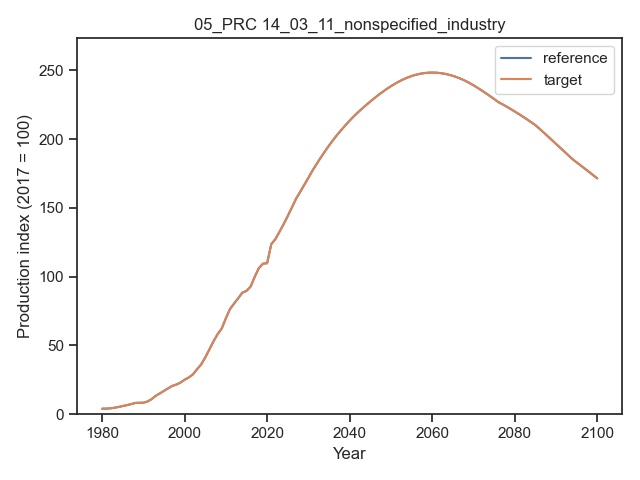 05_PRC 14_03_11_nonspecified_industry
reference
target
Production index (2017 = 100)
250
200
150
100
50
0
1980
2000
2020
2040
2060
2080
2100
Year